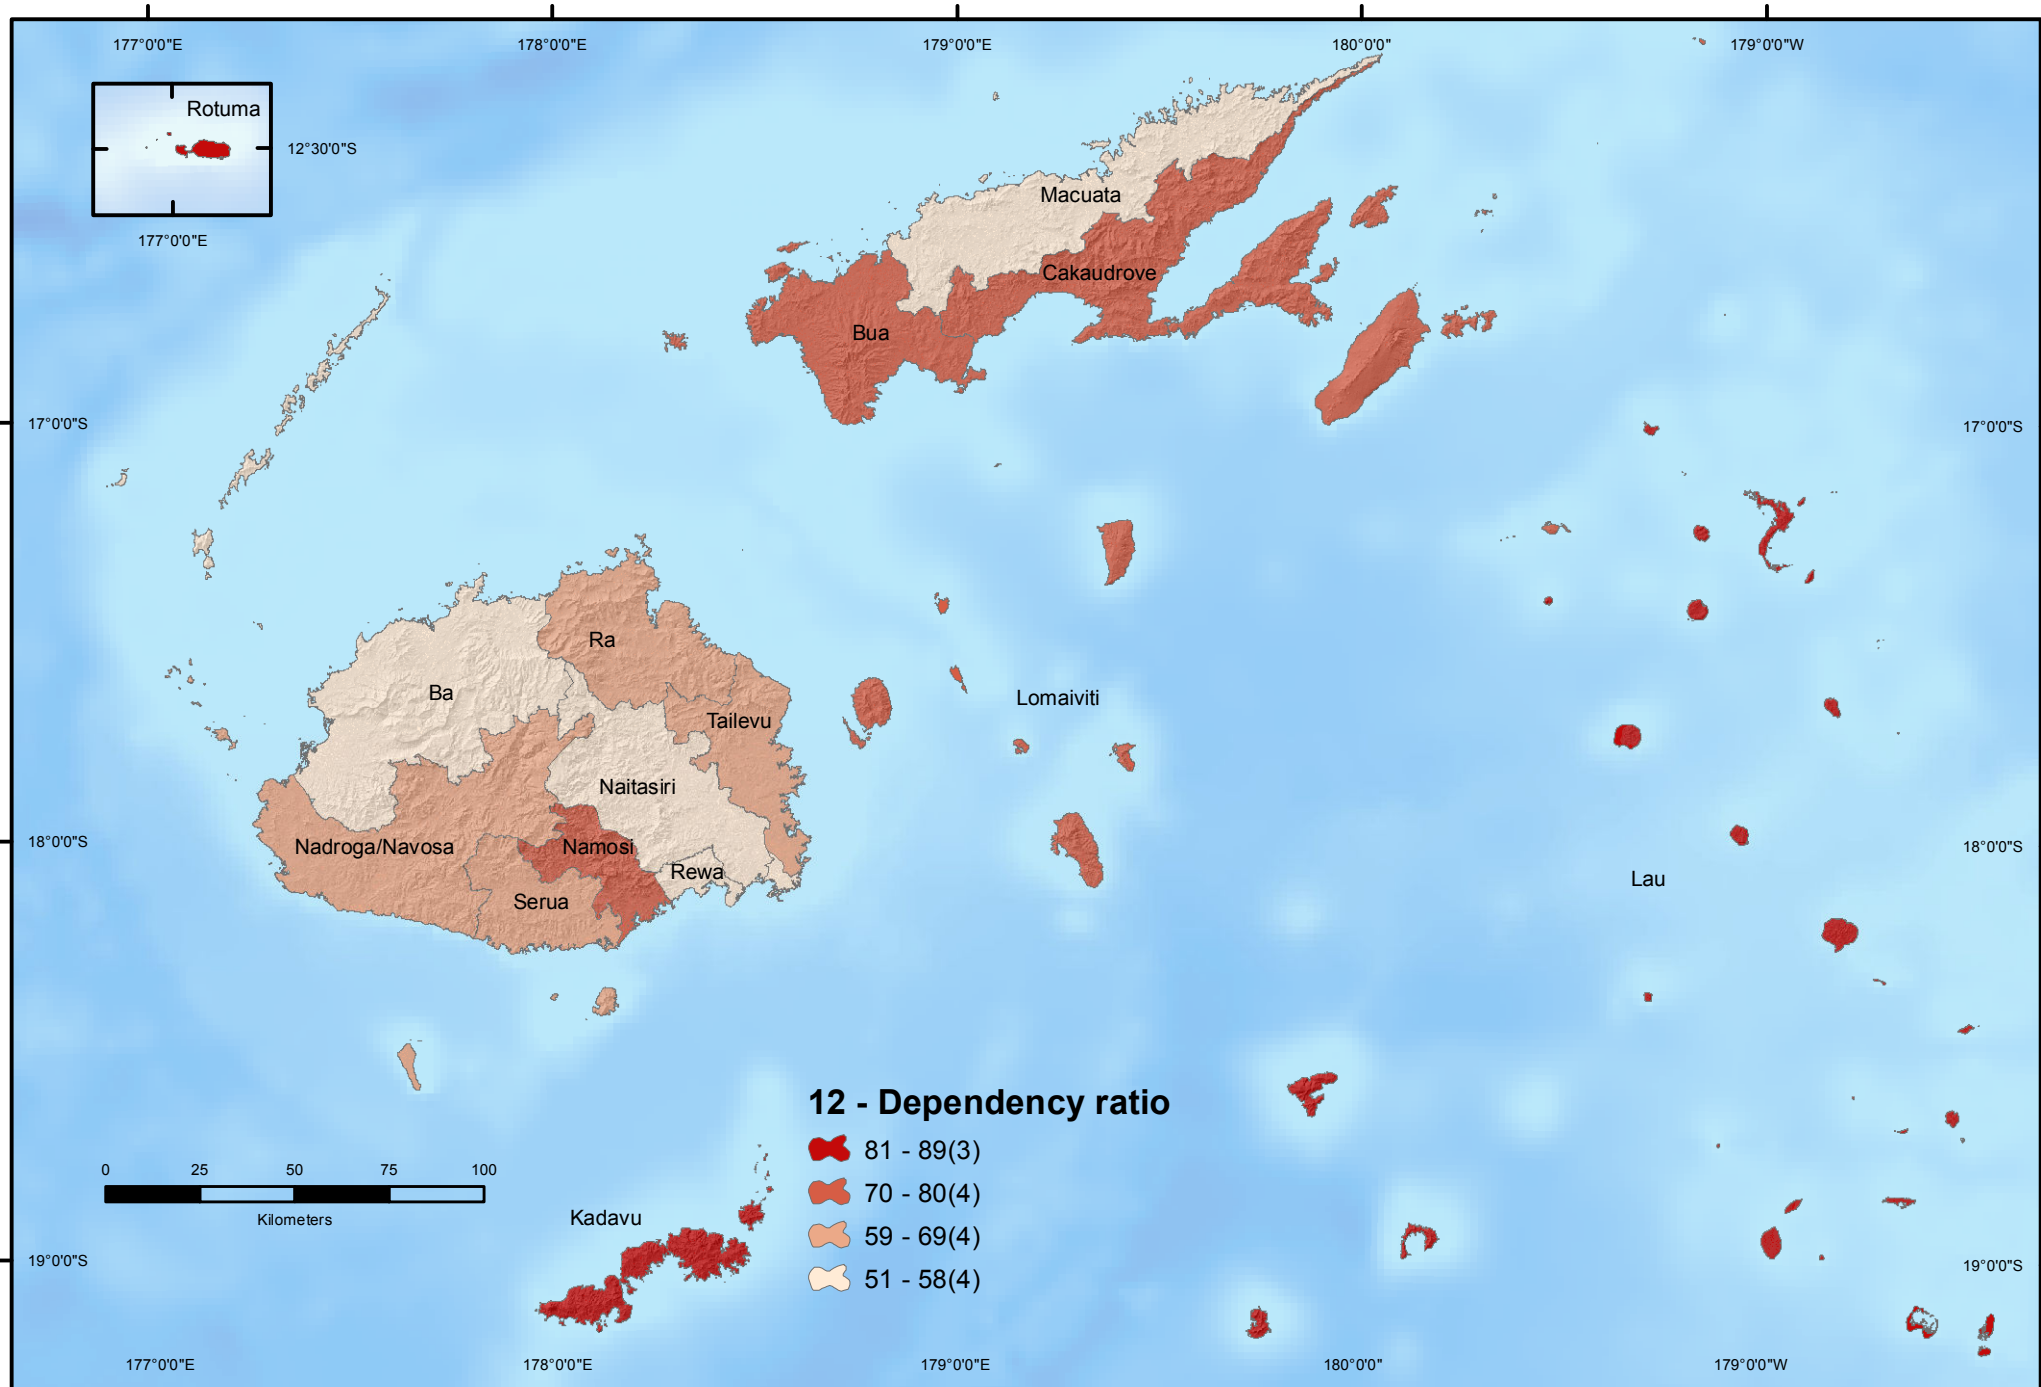 177°0'0"E
178°0'0"E
179°0'0"E
180°0'0"
179°0'0"W
Rotuma
12°30'0"S
177°0'0"E
Macuata
Cakaudrove
Bua
17°0'0"S
17°0'0"S
Ra
Ba
Lomaiviti
Tailevu
Naitasiri
Nadroga/Navosa
Namosi
18°0'0"S
18°0'0"S
Rewa
Lau
Serua
12 - Dependency ratio
81 - 89(3)
70 - 80(4)
59 - 69(4)
51 - 58(4)
0 25 50 75 100
Kilometers
Kadavu
19°0'0"S
19°0'0"S
177°0'0"E
178°0'0"E
179°0'0"E
180°0'0"
179°0'0"W